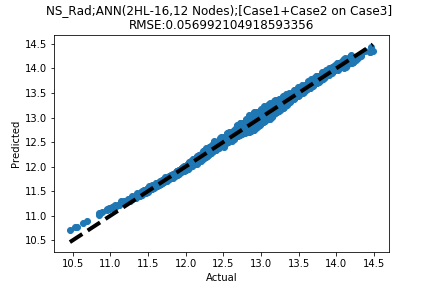 NS_Rad;ANN(2HL-16,12 Nodes);[Case1+Case2 on Case3]
RMSE:0.056992104918593356
14.5
14.0
13.5
13.0
12.5
12.0
11.5
11.0
10.5
Predicted
10.5 11.0 11.5 12.0 12.5 13.0 13.5 14.0 14.5
Actual